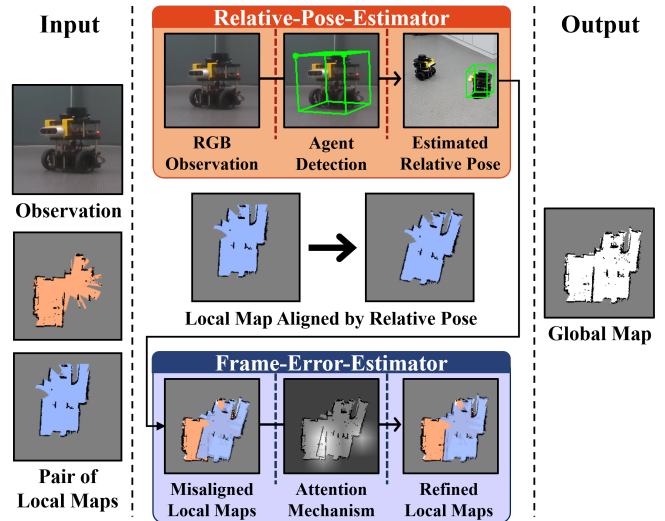 Input
Relative-Pose-Estimator
Output
RGB
Observation
Agent
Detection
Estimated
Relative Pose
Observation
Local Map Aligned by Relative Pose
Global Map
Frame-Error-Estimator
Pair of
Local Maps
Misaligned
Local Maps
Attention
Mechanism
Refined
Local Maps